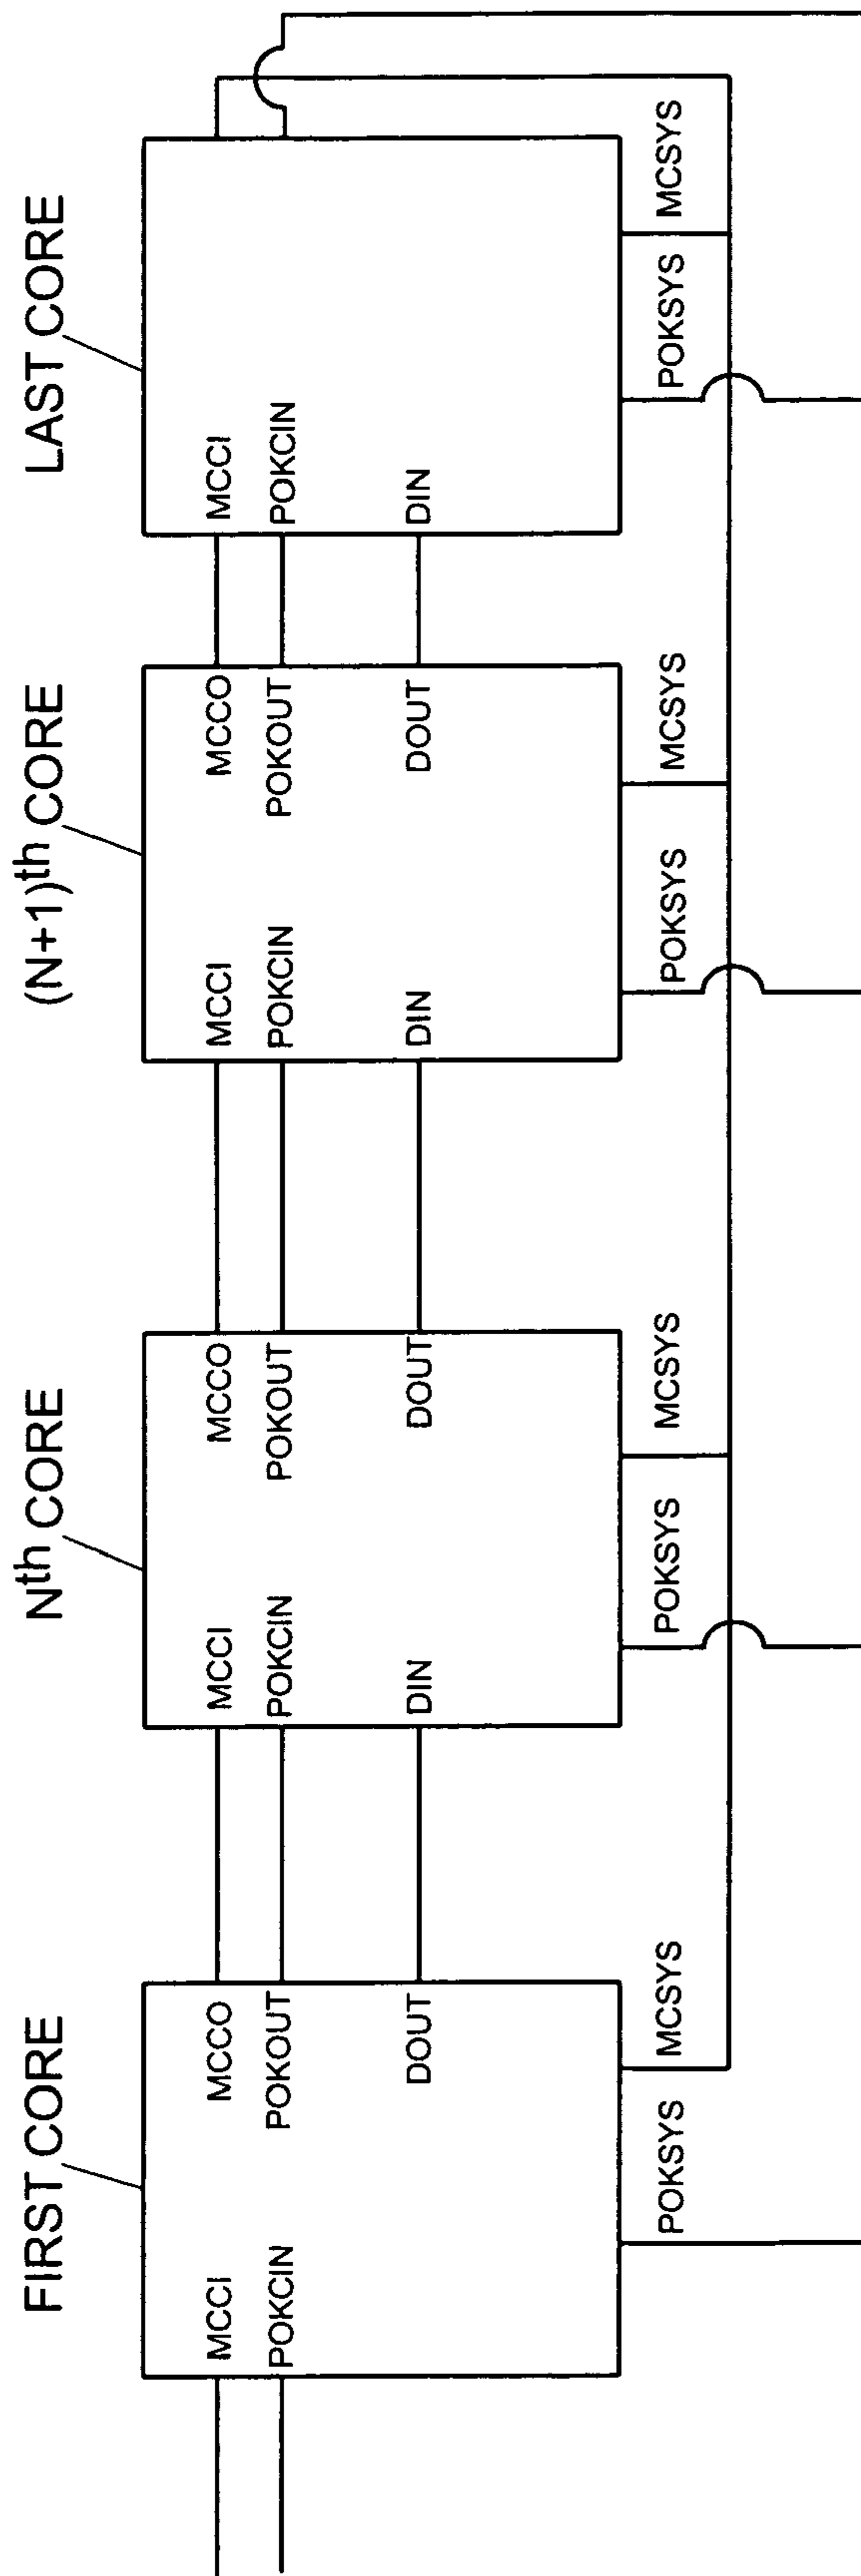 FIRST CORE
Nth CORE
(N+1)th CORE
LAST CORE
MCCI
MCCO
POKCIN
POKOUT
DOUT
POKSYS
MCSYS
MCCI
MCCO
POKCIN
POKOUT
DIN
DOUT
POKSYS
MCSYS
MCCI
MCCO
POKCIN
POKOUT
DIN
DOUT
POKSYS
MCSYS
MCCI
POKCIN
DIN
POKSYS
MCSYS